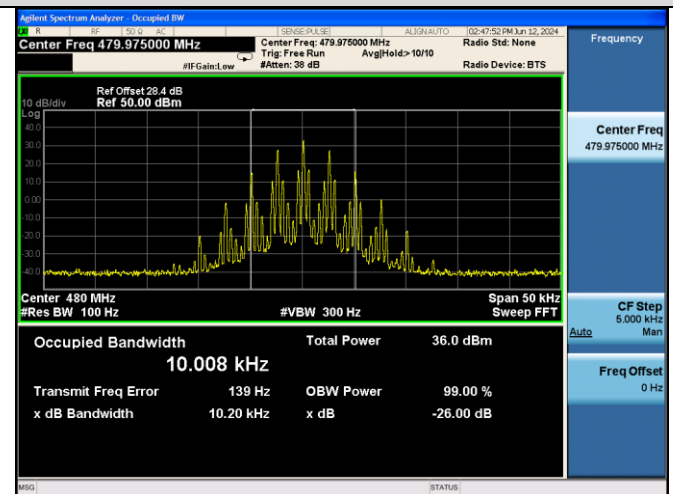 Agilent Spectrum Analyzer - Occupied BW
R RF 50 Ω AC SENSE:PULSE ALIGNAUTO 02:47:52 PM Jun 12, 2024
Center Freq 479.975000 MHz Center Freq: 479.975000 MHz Radio Std: None Frequency
Trig: Free Run Avg|Hold:>10/10
#IFGain:Low #Atten: 38 dB Radio Device: BTS
Ref Offset 28.4 dB
10 dB/div Ref 50.00 dBm
Log
40.0
30.0
20.0
10.0
0.00
-10.0
-20.0
-30.0
-40.0
Center Freq
479.975000 MHz
Center 480 MHz Span 50 kHz
#Res BW 100 Hz #VBW 300 Hz Sweep FFT
CF Step
5.000 kHz
Auto Man
Occupied Bandwidth Total Power 36.0 dBm
10.008 kHz
Transmit Freq Error 139 Hz OBW Power 99.00 %
x dB Bandwidth 10.20 kHz x dB -26.00 dB
Freq Offset
0 Hz
MSG STATUS